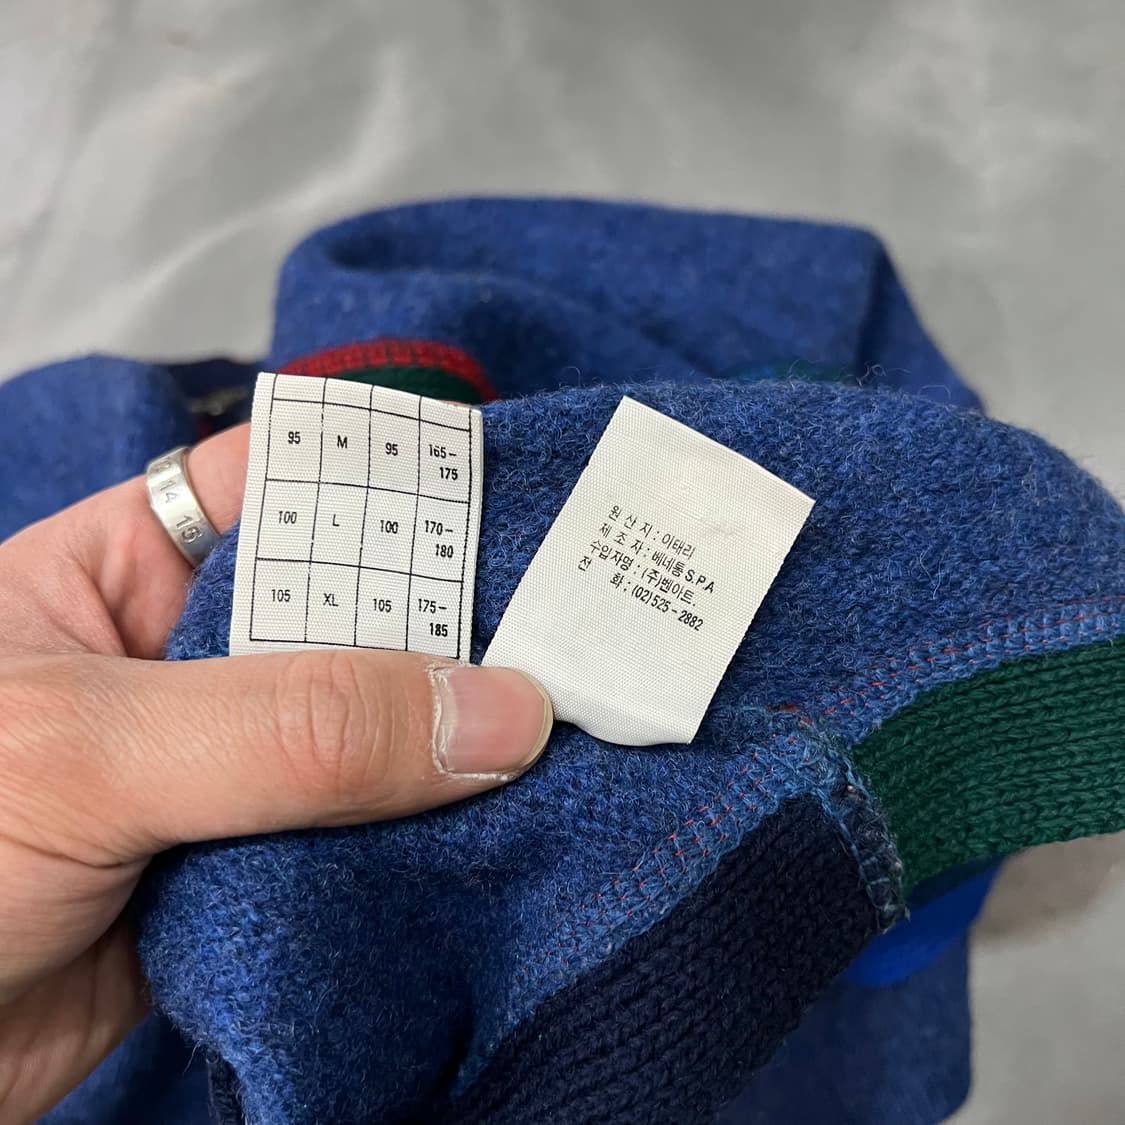 95 M 95 165-175
100 L 100 170-180
105 XL 105 175-185
원 산 지 : 이태리
제 조 자 : 베네통 S.P.A
수입자명 : (주)벤아트.
전 화 : (02)525-2882
14 15